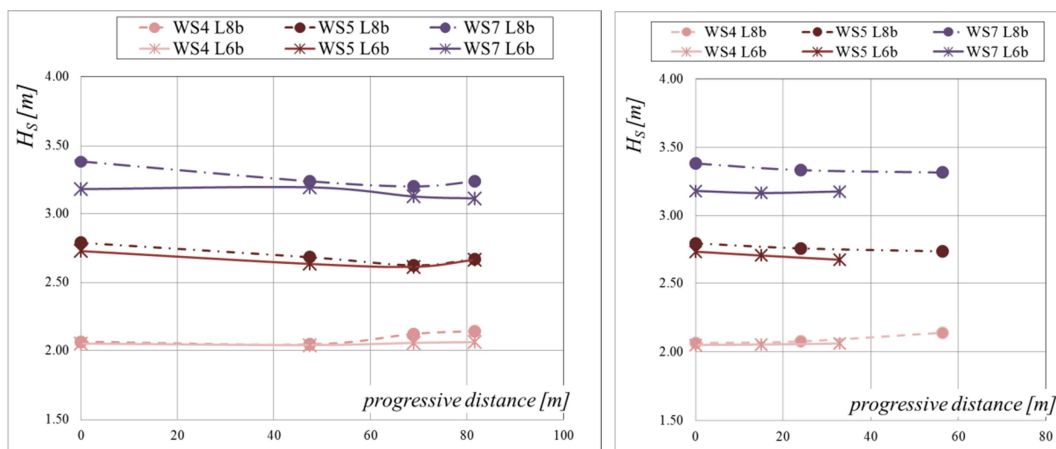 WS4 L8b WS5 L8b WS7 L8b
WS4 L6b WS5 L6b WS7 L6b
4.00
3.50
3.00
2.50
2.00
1.50
H_S [m]
progressive distance [m]
0 20 40 60 80 100
WS4 L8b WS5 L8b WS7 L8b
WS4 L6b WS5 L6b WS7 L6b
4.00
3.50
3.00
2.50
2.00
1.50
H_S [m]
progressive distance [m]
0 20 40 60 80